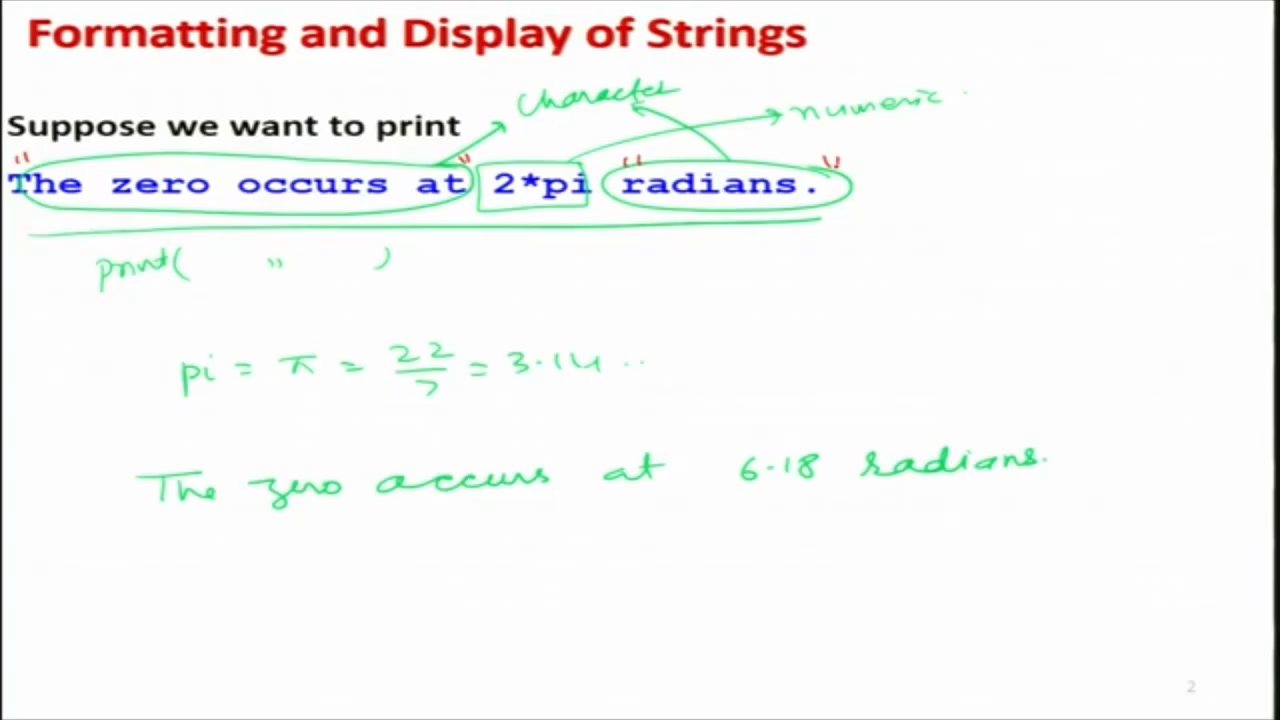 Formatting and Display of Strings
character
numeric.
Suppose we want to print
"The zero occurs at" 2*pi "radians."
print( " )
pi = π = 22/7 = 3.14 ..
The zero occurs at 6.18 radians.
2